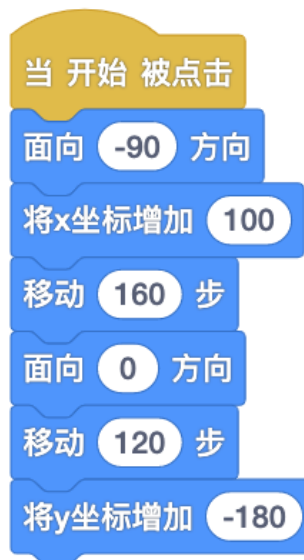 当 开始 被点击
面向 -90 方向
将x坐标增加 100
移动 160 步
面向 0 方向
移动 120 步
将y坐标增加 -180